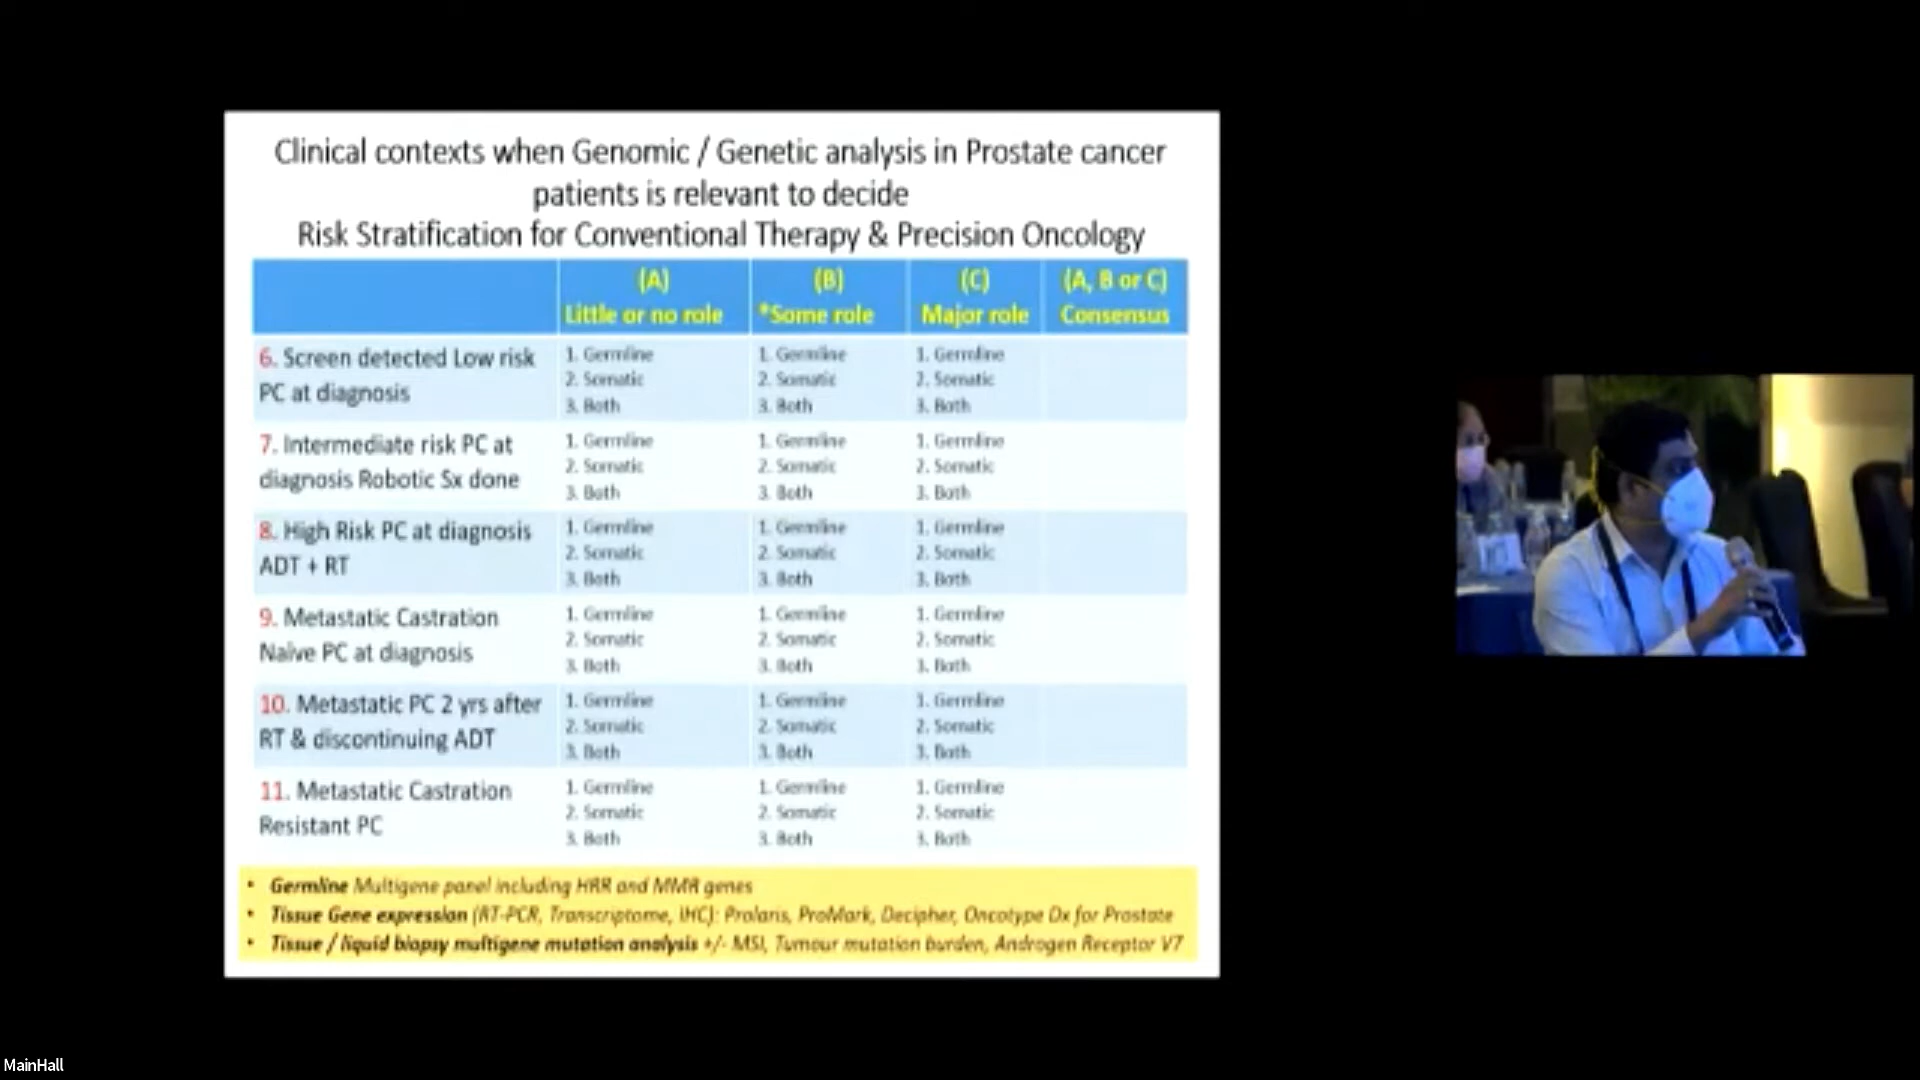 Clinical contexts when Genomic / Genetic analysis in Prostate cancer
patients is relevant to decide
Risk Stratification for Conventional Therapy & Precision Oncology
(A)
Little or no role
(B)
*Some role
(C)
Major role
(A, B or C)
Consensus
6. Screen detected Low risk
PC at diagnosis
1. Germline
2. Somatic
3. Both
1. Germline
2. Somatic
3. Both
1. Germline
2. Somatic
3. Both
7. Intermediate risk PC at
diagnosis Robotic Sx done
1. Germline
2. Somatic
3. Both
1. Germline
2. Somatic
3. Both
1. Germline
2. Somatic
3. Both
8. High Risk PC at diagnosis
ADT + RT
1. Germline
2. Somatic
3. Both
1. Germline
2. Somatic
3. Both
1. Germline
2. Somatic
3. Both
9. Metastatic Castration
Naïve PC at diagnosis
1. Germline
2. Somatic
3. Both
1. Germline
2. Somatic
3. Both
1. Germline
2. Somatic
3. Both
10. Metastatic PC 2 yrs after
RT & discontinuing ADT
1. Germline
2. Somatic
3. Both
1. Germline
2. Somatic
3. Both
1. Germline
2. Somatic
3. Both
11. Metastatic Castration
Resistant PC
1. Germline
2. Somatic
3. Both
1. Germline
2. Somatic
3. Both
1. Germline
2. Somatic
3. Both
• Germline Multigene panel including HRR and MMR genes
• Tissue Gene expression (RT-PCR, Transcriptome, IHC): Prolaris, ProMark, Decipher, Oncotype Dx for Prostate
• Tissue / liquid biopsy multigene mutation analysis +/- MSI, Tumour mutation burden, Androgen Receptor V7
MainHall